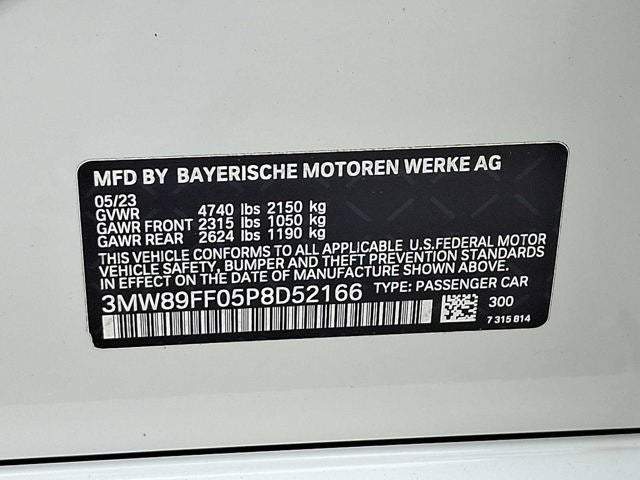 MFD BY BAYERISCHE MOTOREN WERKE AG
05/23
GVWR 4740 lbs 2150 kg
GAWR FRONT 2315 lbs 1050 kg
GAWR REAR 2624 lbs 1190 kg
THIS VEHICLE CONFORMS TO ALL APPLICABLE U.S.FEDERAL MOTOR
VEHICLE SAFETY, BUMPER AND THEFT PREVENTION STANDARDS
IN EFFECT ON THE DATE OF MANUFACTURE SHOWN ABOVE.
3MW89FF05P8D52166 TYPE: PASSENGER CAR
300
7 315 814